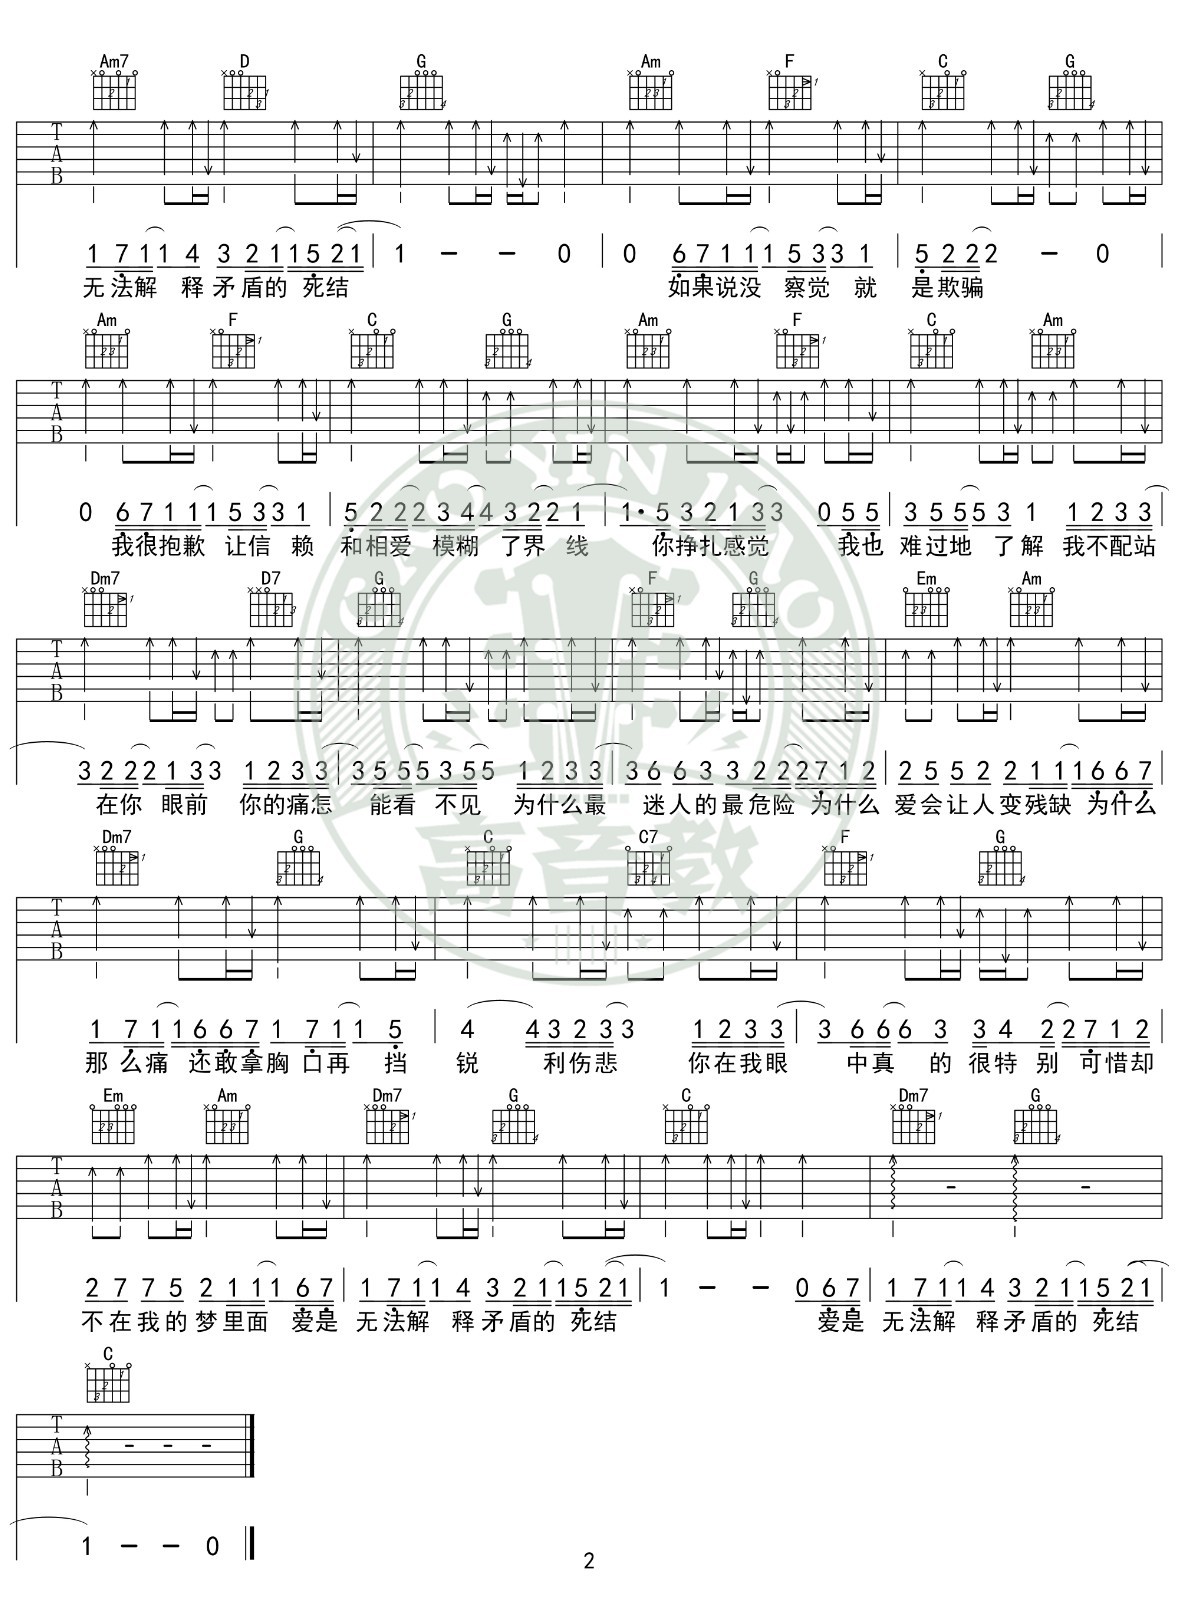 Am7 D G Am F C G
T A B
1 7 1 1 4 3 2 1 1 5 2 1 1 - - 0 0 6 7 1 1 1 5 3 3 1 5 2 2 2 - 0
无法解 释矛盾的 死结 如果说没 察觉 就 是欺骗
Am F C G Am F C Am
T A B
0 6 7 1 1 1 5 3 3 1 5 2 2 2 3 4 4 3 2 2 1 1· 5 3 2 1 3 3 0 5 5 3 5 5 5 3 1 1 2 3 3
我很抱歉 让信 赖 和相爱 模糊 了界 线 你挣扎感觉 我也 难过地 了解 我不配站
Dm7 D7 G F G Em Am
T A B
3 2 2 2 1 3 3 1 2 3 3 3 5 5 5 3 5 5 1 2 3 3 3 6 6 3 3 2 2 2 7 1 2 2 5 5 2 2 1 1 1 6 6 7
在你 眼前 你的痛怎 能看 不见 为什么最 迷人的最危险 为什么 爱会让人变残缺 为什么
Dm7 G C C7 F G
T A B
1 7 1 1 6 6 7 1 7 1 1 5 4 4 3 2 3 3 1 2 3 3 3 6 6 6 3 3 4 2 2 7 1 2
那么痛 还敢拿胸口再 挡 锐 利伤悲 你在我眼 中真 的很特别 可惜却
Em Am Dm7 G C Dm7 G
T A B - -
2 7 7 5 2 1 1 1 6 7 1 7 1 1 4 3 2 1 1 5 2 1 1 - - 0 6 7 1 7 1 1 4 3 2 1 1 5 2 1
不在我的梦里面 爱是 无法解 释矛盾的 死结 爱是 无法解 释矛盾的 死结
C
T A B - - -
1 - - 0
2
GAO YIN JIAO
高音教